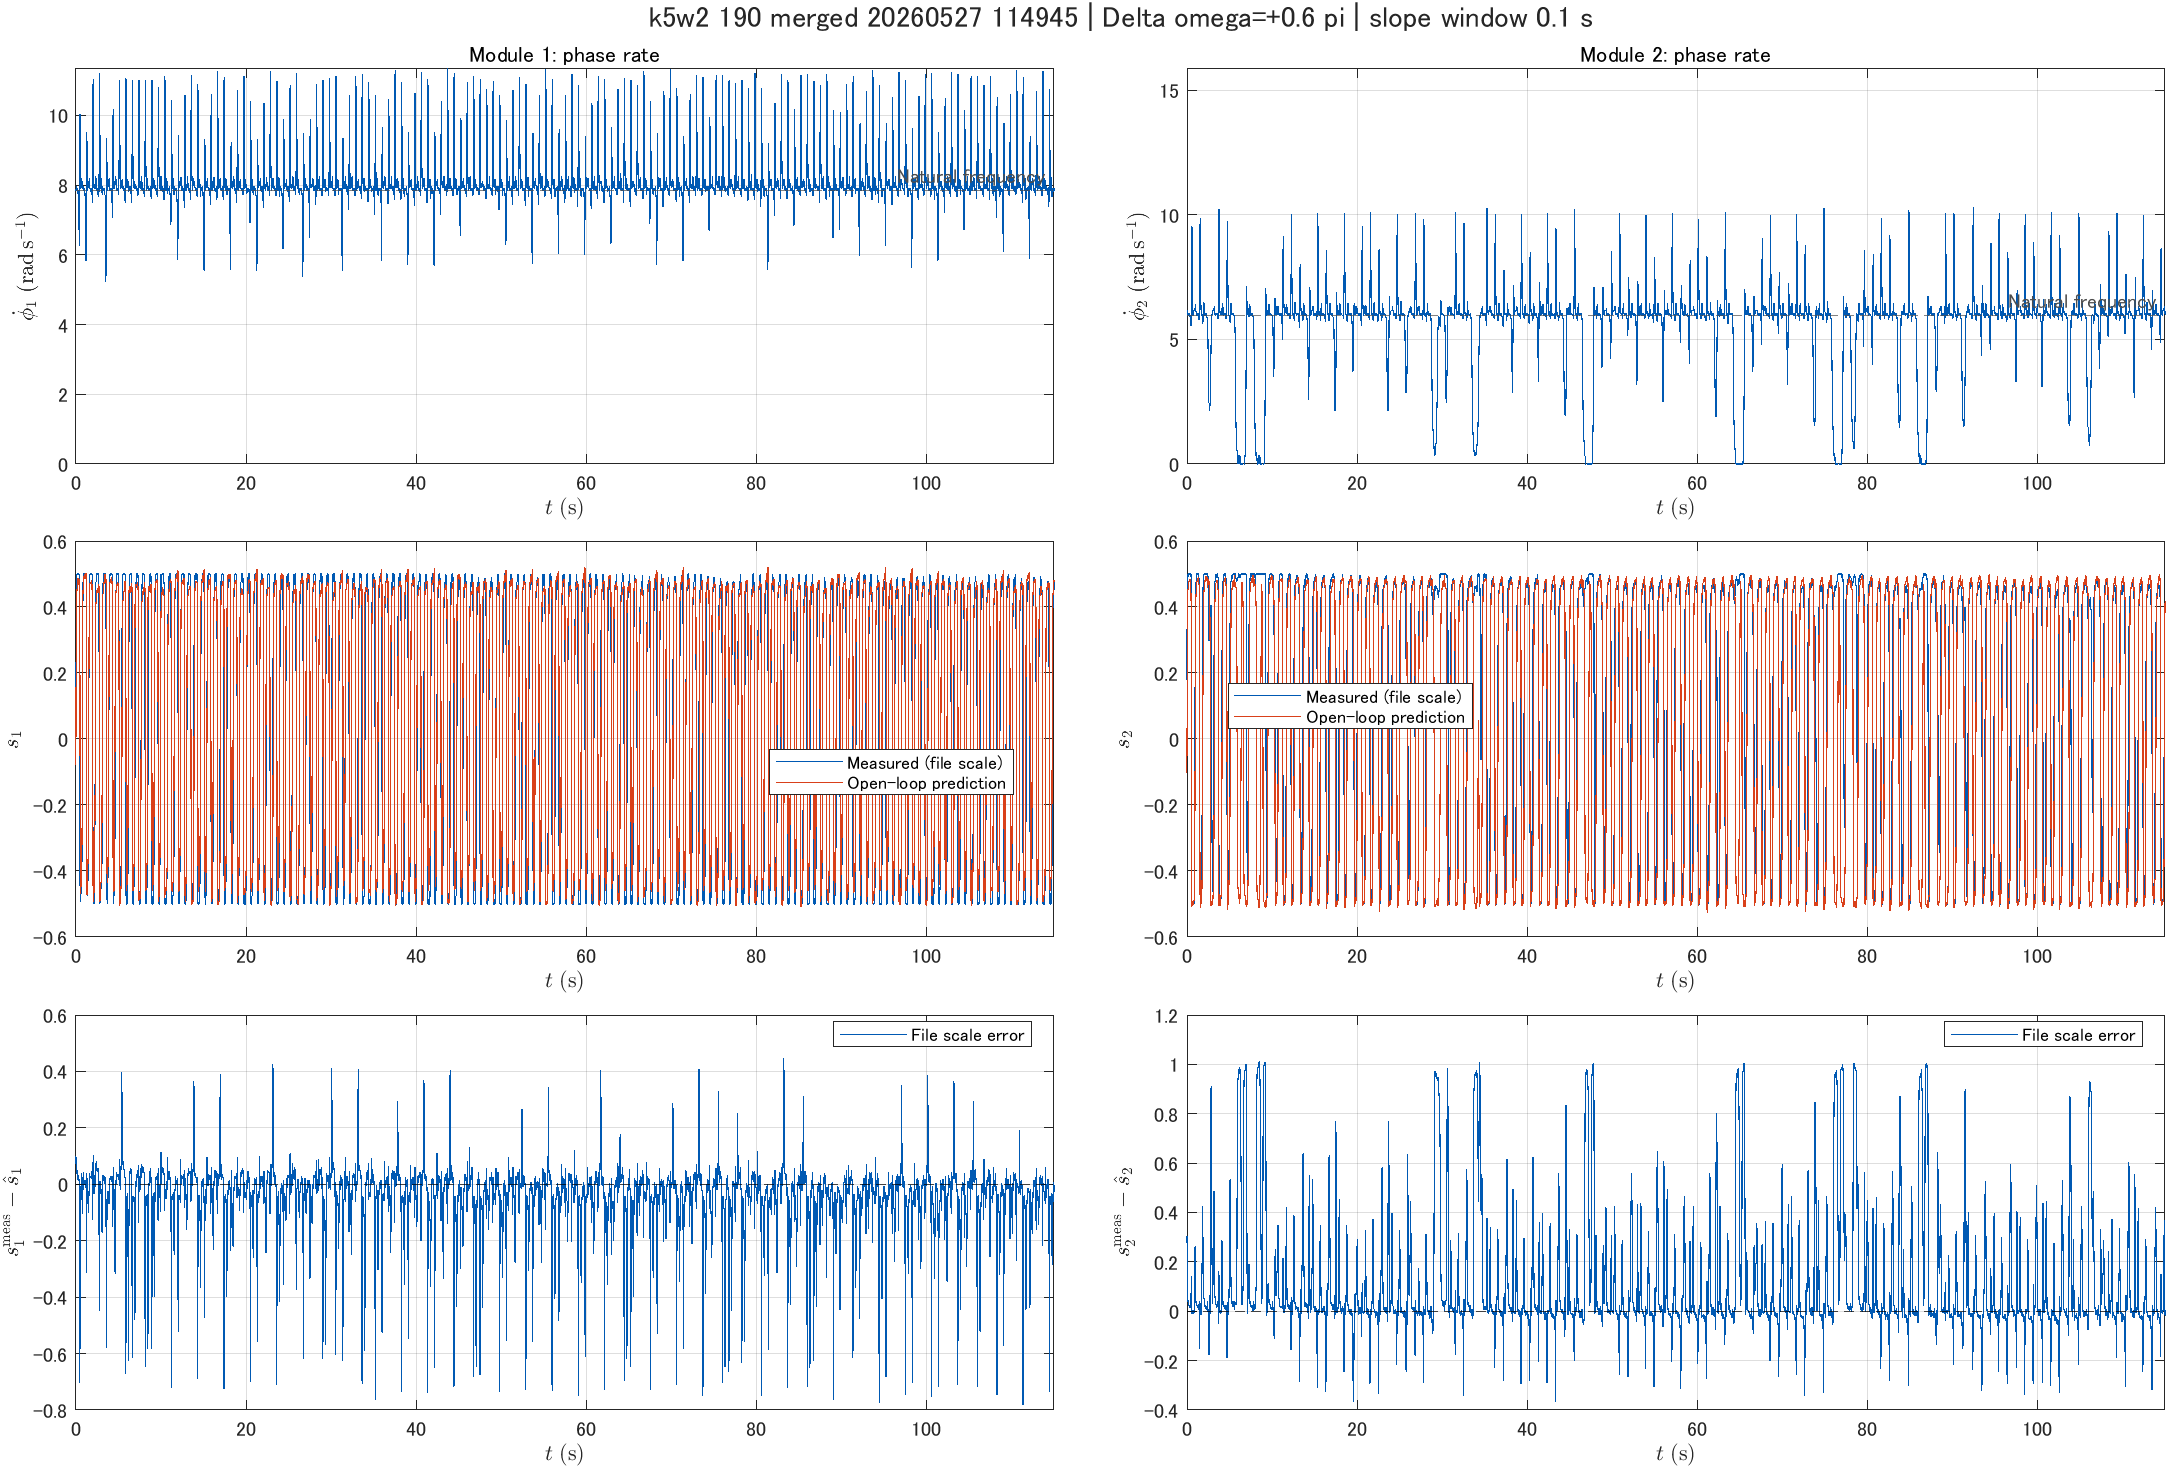 k5w2 190 merged 20260527 114945 | Delta omega=+0.6 pi | slope window 0.1 s
Module 1: phase rate
10
8
6
4
2
0
0 20 40 60 80 100
Natural frequency
ϕ̇₁ (rad s⁻¹)
t (s)
Module 2: phase rate
15
10
5
0
0 20 40 60 80 100
Natural frequency
ϕ̇₂ (rad s⁻¹)
t (s)
0.6
0.4
0.2
0
−0.2
−0.4
−0.6
0 20 40 60 80 100
s₁
Measured (file scale)
Open-loop prediction
t (s)
0.6
0.4
0.2
0
−0.2
−0.4
−0.6
0 20 40 60 80 100
s₂
Measured (file scale)
Open-loop prediction
t (s)
0.6
0.4
0.2
0
−0.2
−0.4
−0.6
−0.8
0 20 40 60 80 100
s₁^meas − ŝ₁
File scale error
t (s)
1.2
1
0.8
0.6
0.4
0.2
0
−0.2
−0.4
0 20 40 60 80 100
s₂^meas − ŝ₂
File scale error
t (s)